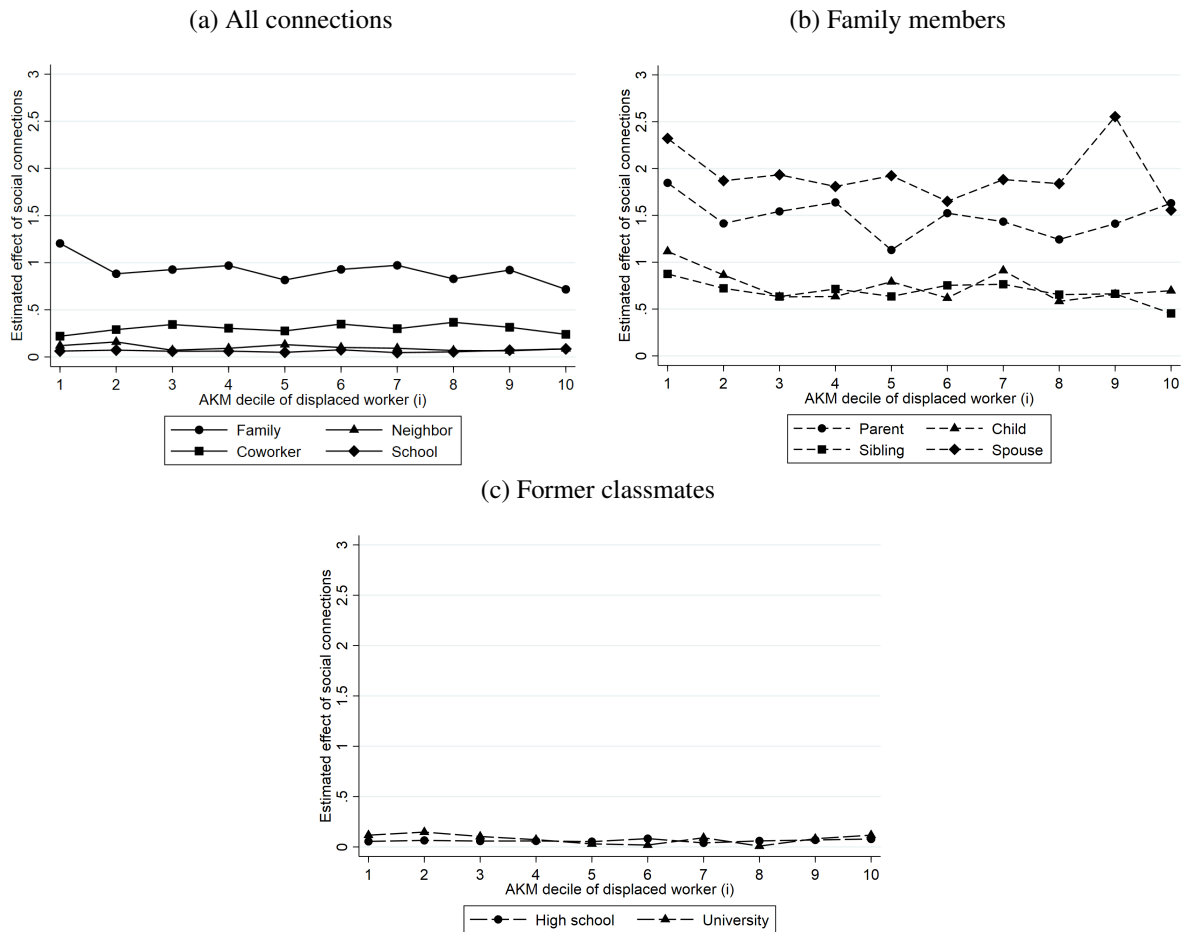 (a) All connections
Estimated effect of social connections
3
2.5
2
1.5
1
.5
0
1 2 3 4 5 6 7 8 9 10
AKM decile of displaced worker (i)
Family Neighbor
Coworker School
(b) Family members
Estimated effect of social connections
3
2.5
2
1.5
1
.5
0
1 2 3 4 5 6 7 8 9 10
AKM decile of displaced worker (i)
Parent Child
Sibling Spouse
(c) Former classmates
Estimated effect of social connections
3
2.5
2
1.5
1
.5
0
1 2 3 4 5 6 7 8 9 10
AKM decile of displaced worker (i)
High school University